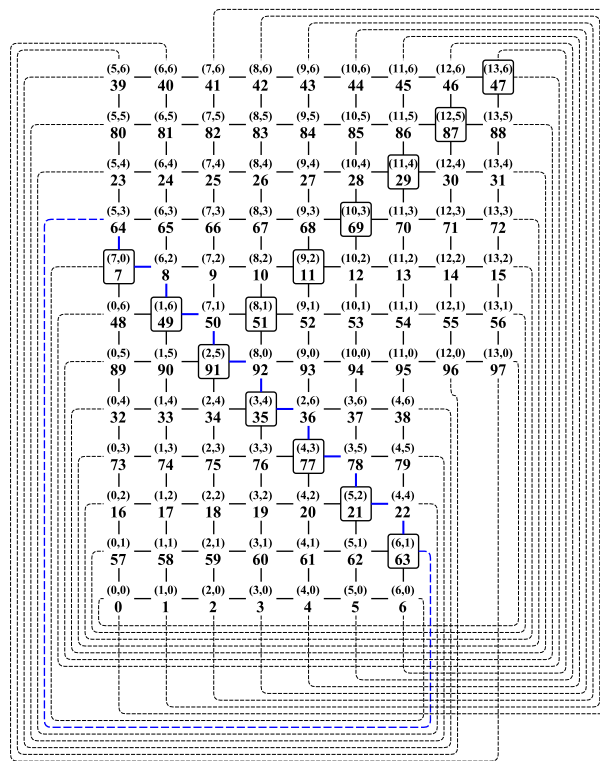 (5,6) (6,6) (7,6) (8,6) (9,6) (10,6) (11,6) (12,6) (13,6)
39 40 41 42 43 44 45 46 47
(5,5) (6,5) (7,5) (8,5) (9,5) (10,5) (11,5) (12,5) (13,5)
80 81 82 83 84 85 86 87 88
(5,4) (6,4) (7,4) (8,4) (9,4) (10,4) (11,4) (12,4) (13,4)
23 24 25 26 27 28 29 30 31
(5,3) (6,3) (7,3) (8,3) (9,3) (10,3) (11,3) (12,3) (13,3)
64 65 66 67 68 69 70 71 72
(7,0) (6,2) (7,2) (8,2) (9,2) (10,2) (11,2) (12,2) (13,2)
7 8 9 10 11 12 13 14 15
(0,6) (1,6) (7,1) (8,1) (9,1) (10,1) (11,1) (12,1) (13,1)
48 49 50 51 52 53 54 55 56
(0,5) (1,5) (2,5) (8,0) (9,0) (10,0) (11,0) (12,0) (13,0)
89 90 91 92 93 94 95 96 97
(0,4) (1,4) (2,4) (3,4) (2,6) (3,6) (4,6)
32 33 34 35 36 37 38
(0,3) (1,3) (2,3) (3,3) (4,3) (3,5) (4,5)
73 74 75 76 77 78 79
(0,2) (1,2) (2,2) (3,2) (4,2) (5,2) (4,4)
16 17 18 19 20 21 22
(0,1) (1,1) (2,1) (3,1) (4,1) (5,1) (6,1)
57 58 59 60 61 62 63
(0,0) (1,0) (2,0) (3,0) (4,0) (5,0) (6,0)
0 1 2 3 4 5 6